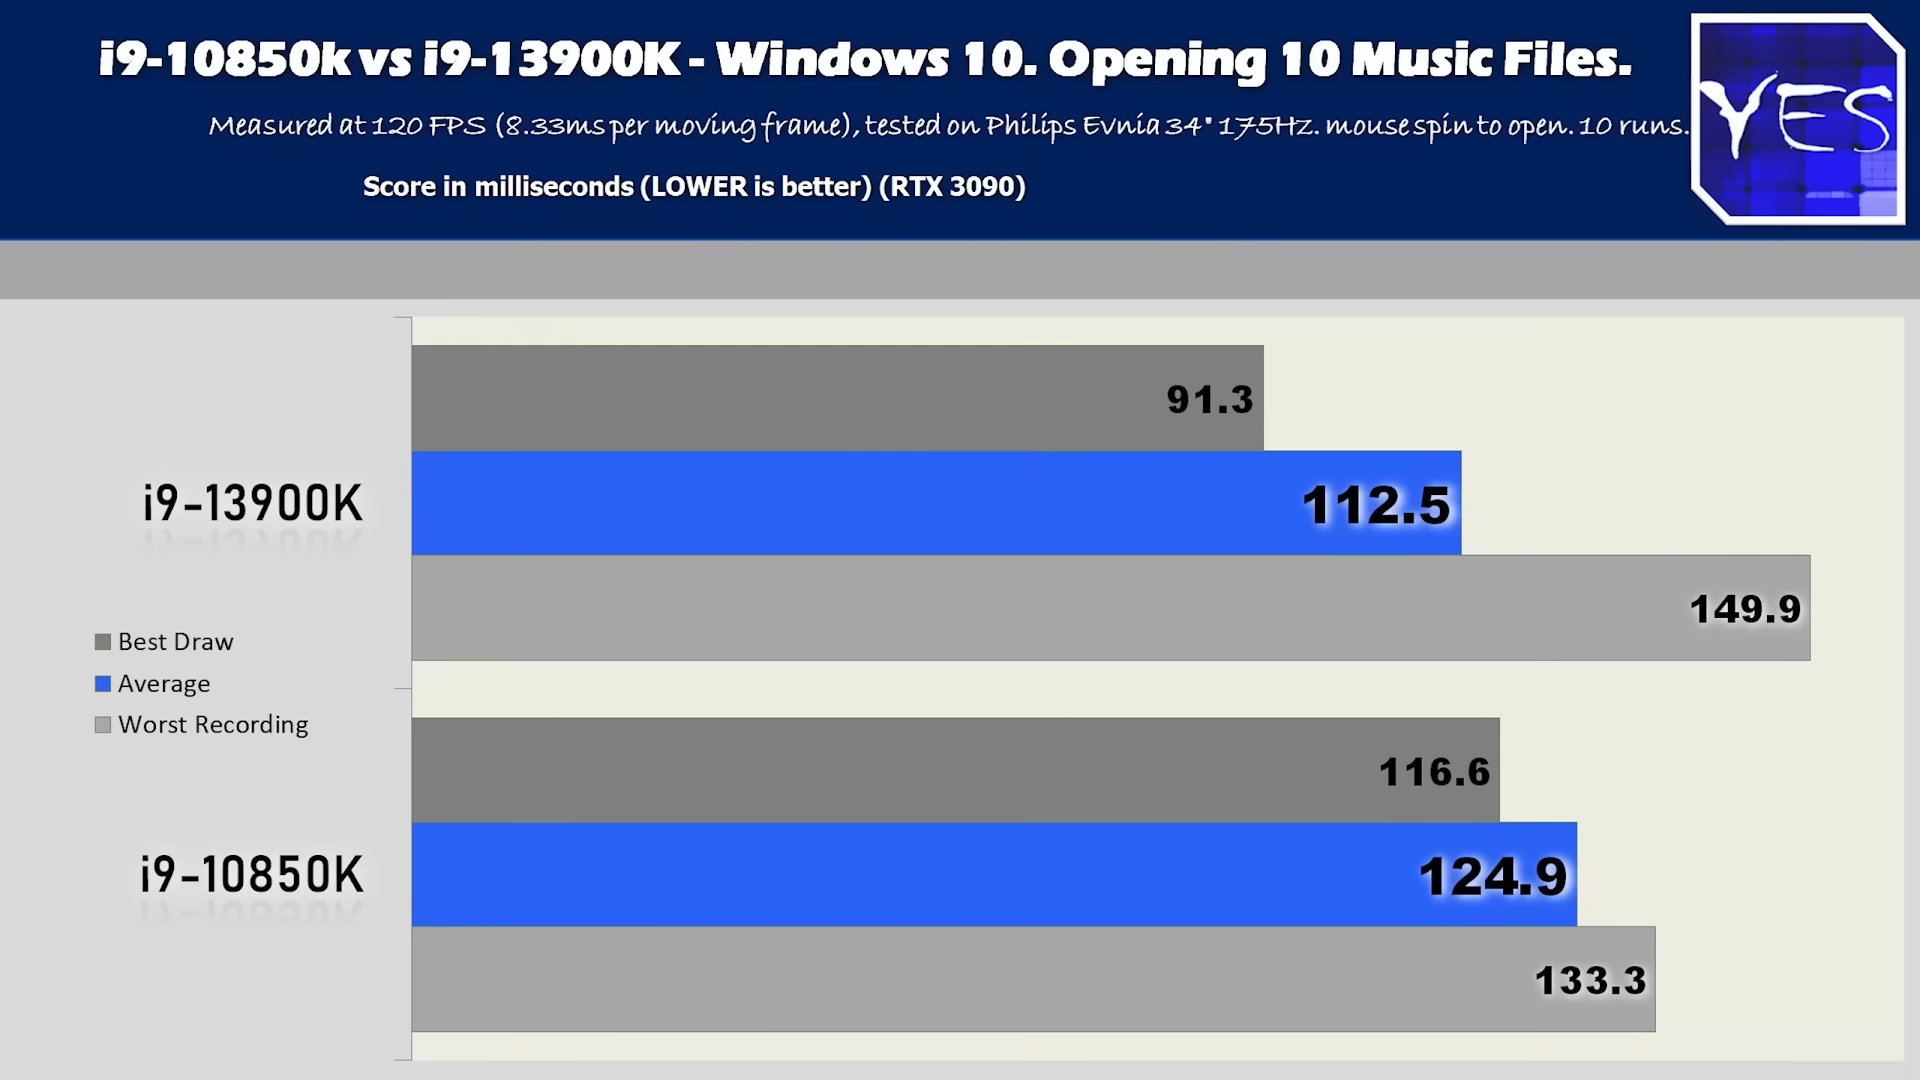 i9-10850k vs i9-13900K - Windows 10. Opening 10 Music Files.
Measured at 120 FPS (8.33ms per moving frame), tested on Philips Evnia 34" 175Hz. mouse spin to open. 10 runs.
Score in milliseconds (LOWER is better) (RTX 3090)
YES
91.3
i9-13900K
112.5
149.9
Best Draw
Average
Worst Recording
116.6
i9-10850K
124.9
133.3